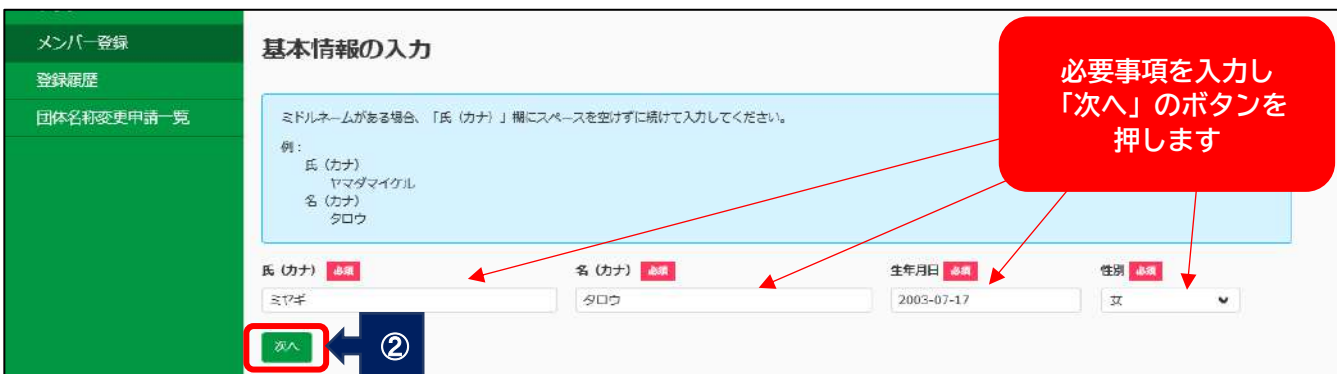 メンバー登録
登録履歴
団体名称変更申請一覧
基本情報の入力
必要事項を入力し
「次へ」のボタンを
押します
ミドルネームがある場合、「氏（カナ）」欄にスペースを空けずに続けて入力してください。
例：
氏（カナ）
ヤマダマイケル
名（カナ）
タロウ
氏（カナ） 必須
名（カナ） 必須
生年月日 必須
性別 必須
ミヤギ
タロウ
2003-07-17
女
次へ
②